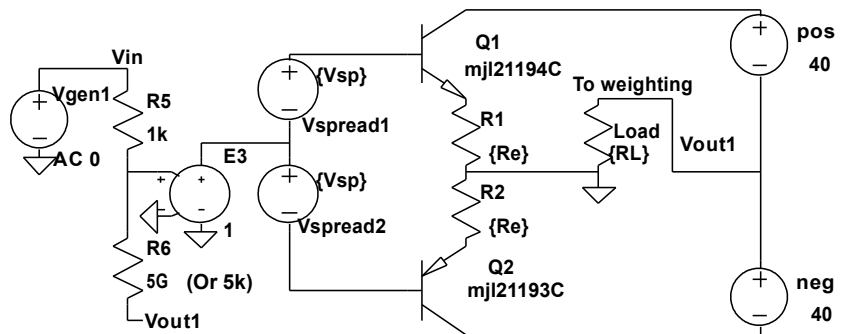 Vin
Vgen1
AC 0
R5
1k
E3
1
R6
5G
(Or 5k)
Vout1
{Vsp}
Vspread1
{Vsp}
Vspread2
Q1
mjl21194C
R1
{Re}
R2
{Re}
Q2
mjl21193C
To weighting
Load
{RL}
Vout1
pos
40
neg
40